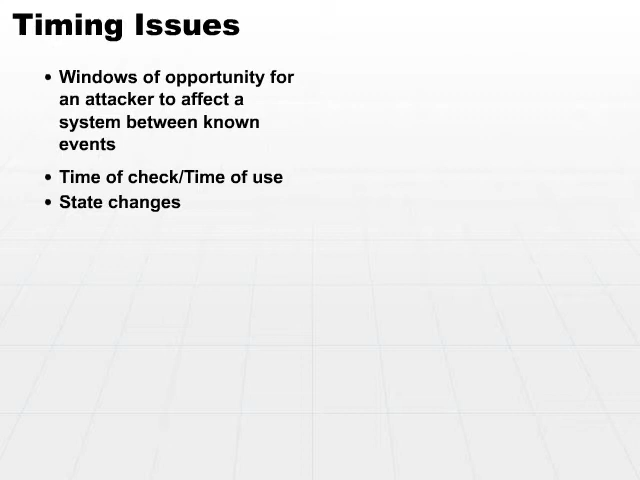 Timing Issues
• Windows of opportunity for
an attacker to affect a
system between known
events
• Time of check/Time of use
• State changes